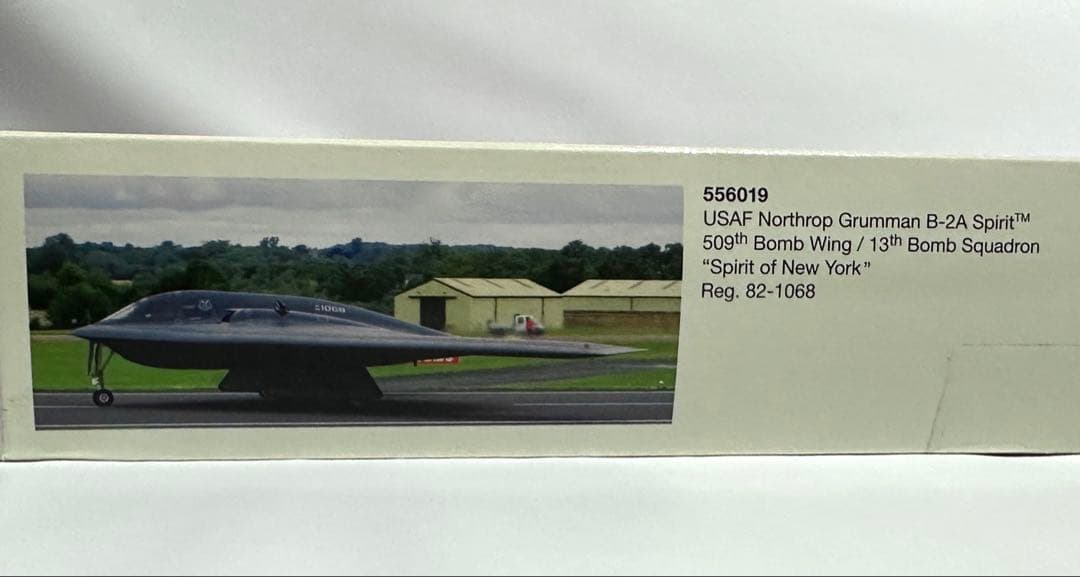 556019
USAF Northrop Grumman B-2A Spirit™
509th Bomb Wing / 13th Bomb Squadron
“Spirit of New York”
Reg. 82-1068